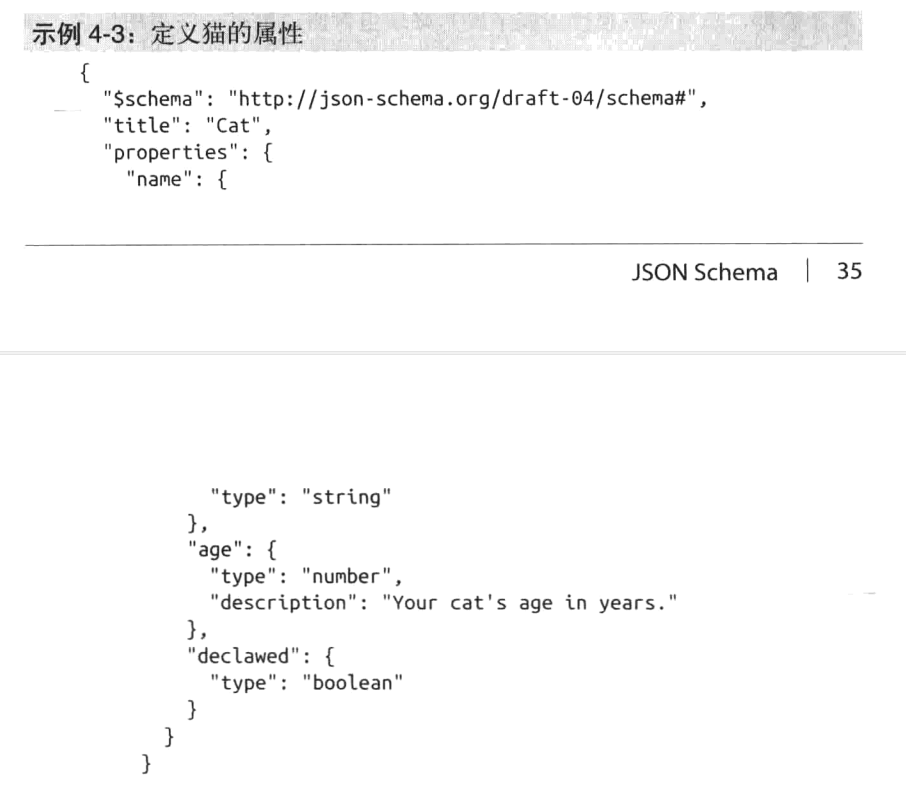 示例 4-3：定义猫的属性
{
  "$schema": "http://json-schema.org/draft-04/schema#",
  "title": "Cat",
  "properties": {
    "name": {
JSON Schema | 35
      "type": "string"
    },
    "age": {
      "type": "number",
      "description": "Your cat's age in years."
    },
    "declawed": {
      "type": "boolean"
    }
  }
}